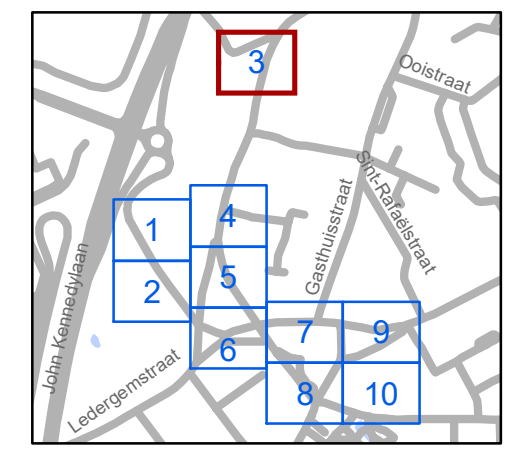 3
Ooistraat
Sint-Rafaëlstraat
Gasthuisstraat
1
4
2
5
John Kennedylaan
Ledergemstraat
6
7
9
8
10